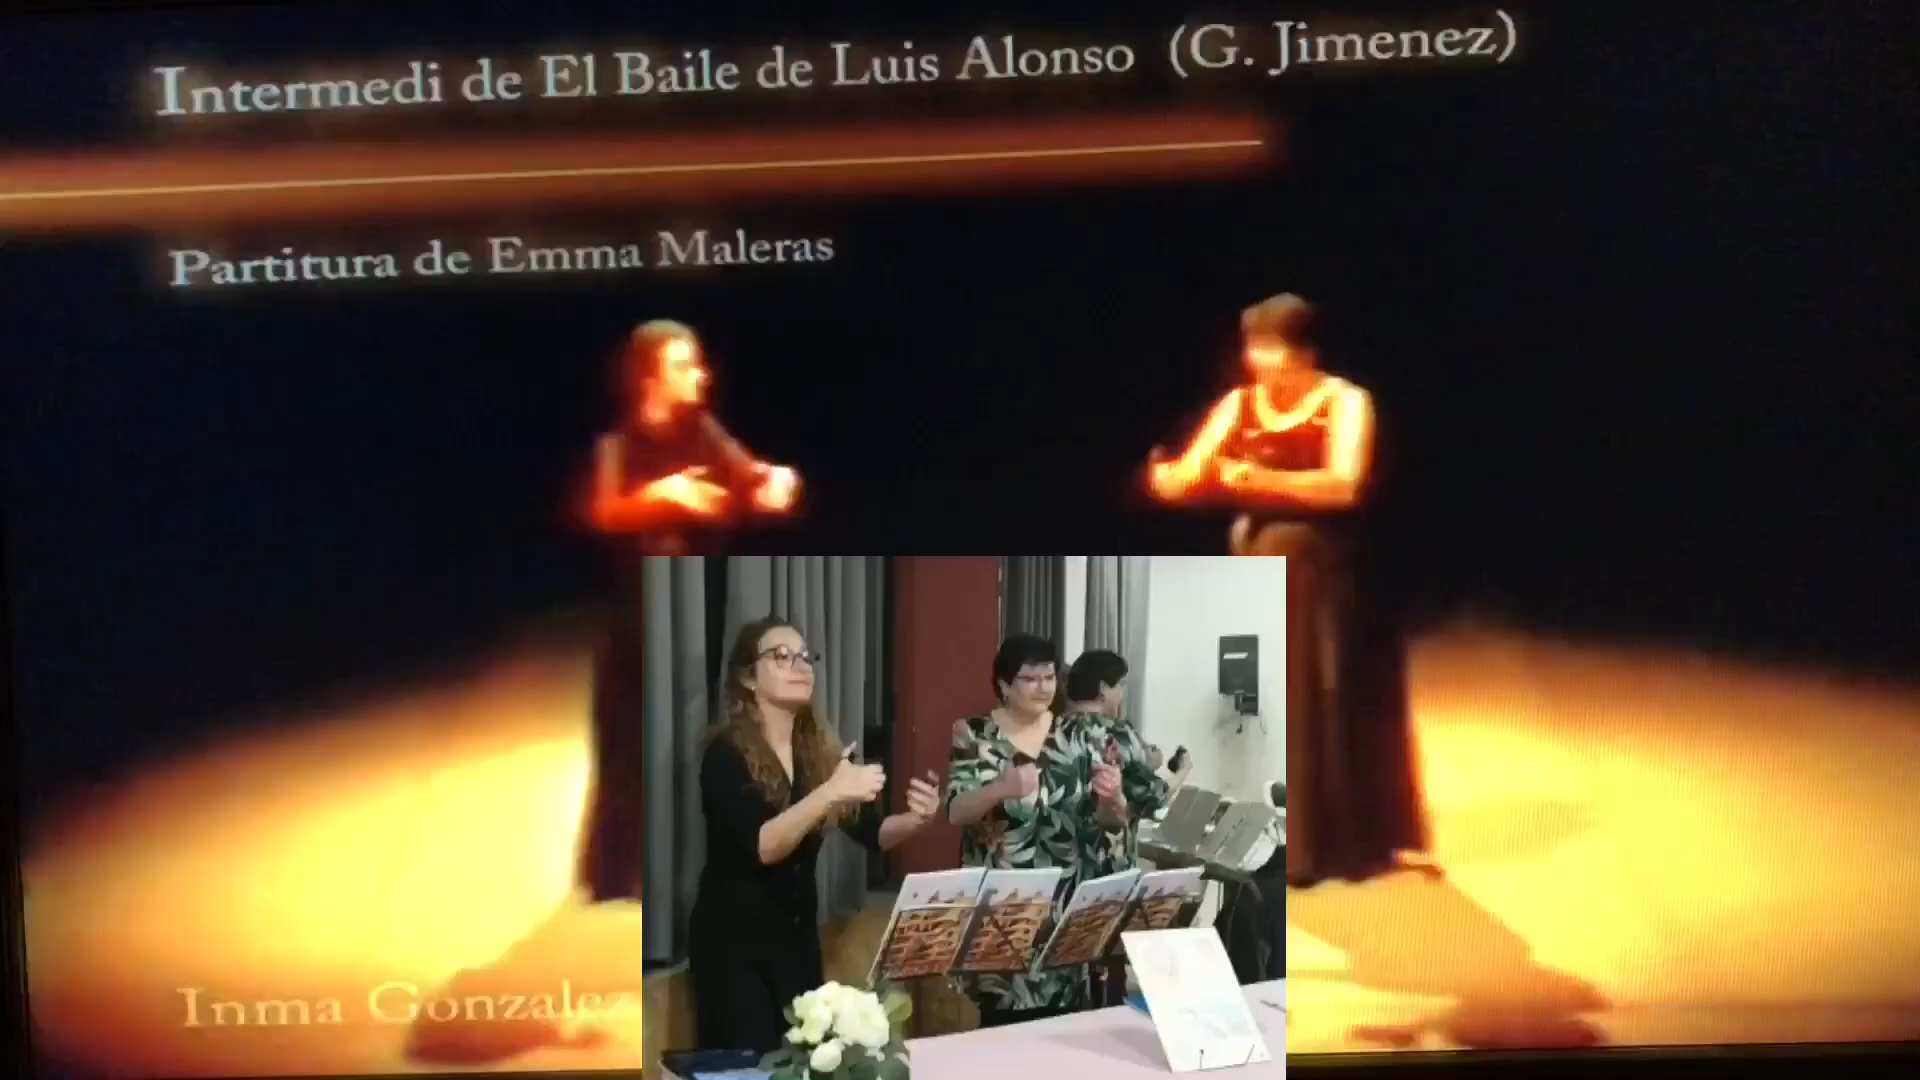 Intermedi de El Baile de Luis Alonso (G. Jimenez)
Partitura de Emma Maleras
Inma Gonzalez